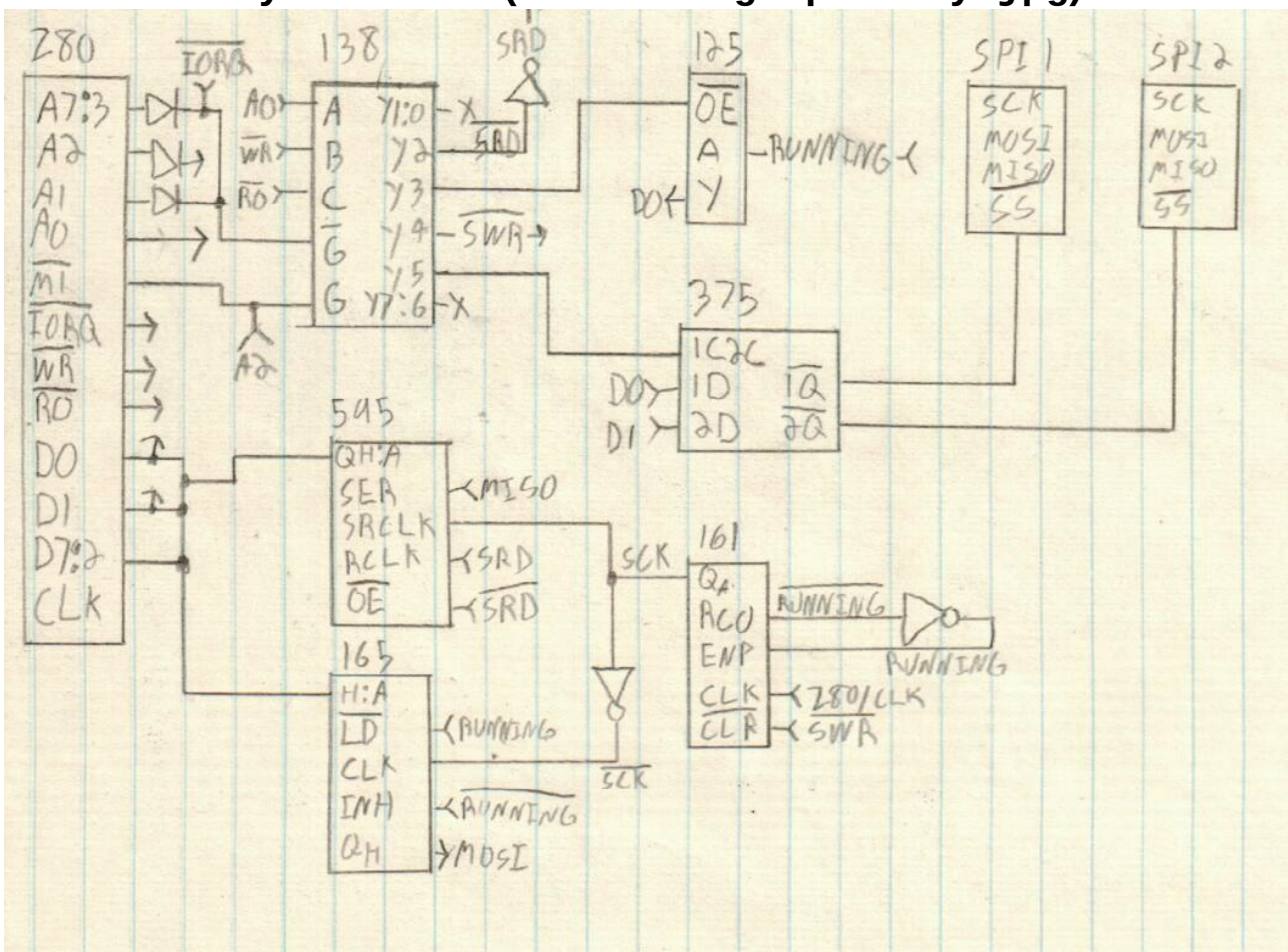 Z80
A7:3
A2
A1
A0
M1
IORQ
WR
RD
D0
D1
D7:2
CLK
IORQ
A2
138
A0
WR
RD
A
B
C
G
G
Y1:0
Y2
Y3
Y4
Y5
Y7:6
X
SRD
SRD
SWR
X
125
OE
A
Y
RUNNING
D0
SPI 1
SCK
MOSI
MISO
SS
SPI 2
SCK
MOSI
MISO
SS
375
1C2C
1D
2D
1Q
2Q
D0
D1
595
QH:A
SER
SRCLK
RCLK
OE
MISO
SRD
SRD
SCK
161
QA
RCO
ENP
CLK
CLR
RUNNING
RUNNING
Z80/CLK
SWR
165
H:A
LD
CLK
INH
QH
RUNNING
SCK
RUNNING
MOSI